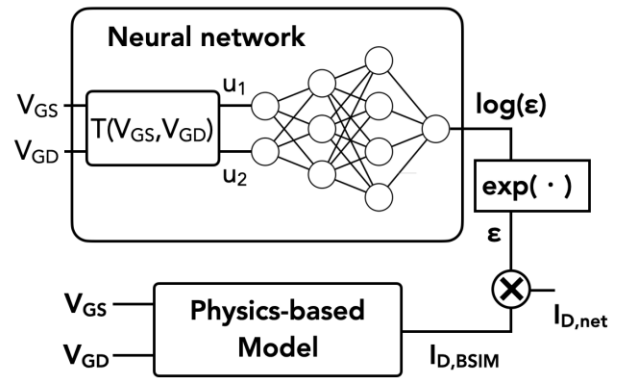 Neural network
V_GS
V_GD
T(V_GS,V_GD)
u_1
u_2
log(ε)
exp( · )
ε
I_D,net
V_GS
V_GD
Physics-based
Model
I_D,BSIM